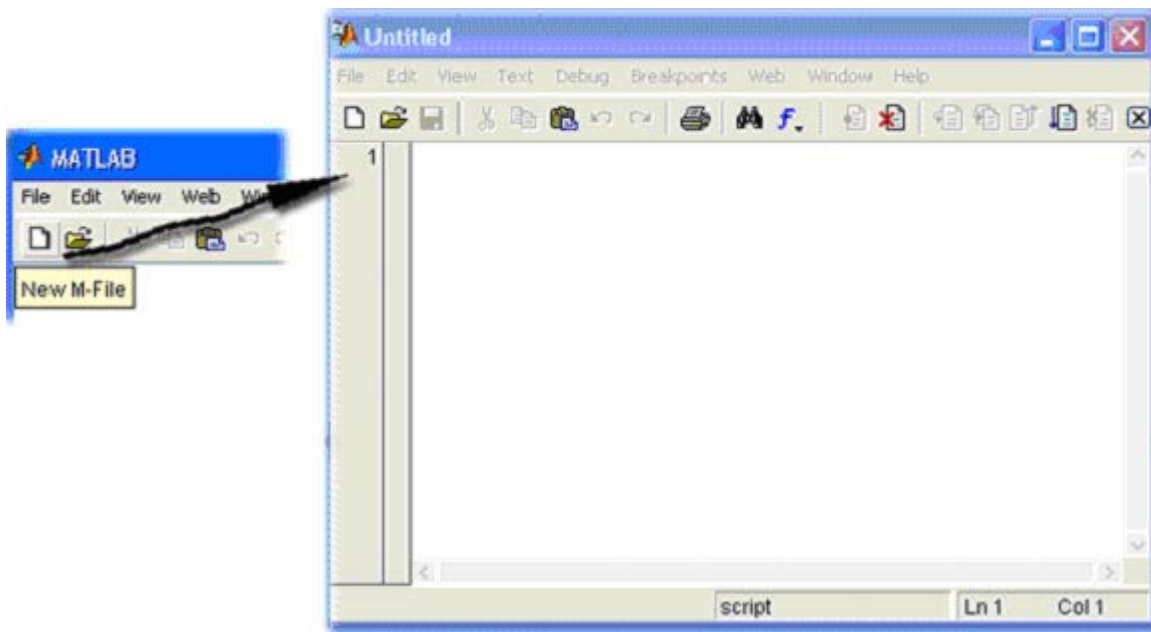 MATLAB
File Edit View Web
New M-File
Untitled
File Edit View Text Debug Breakpoints Web Window Help
1
script Ln 1 Col 1